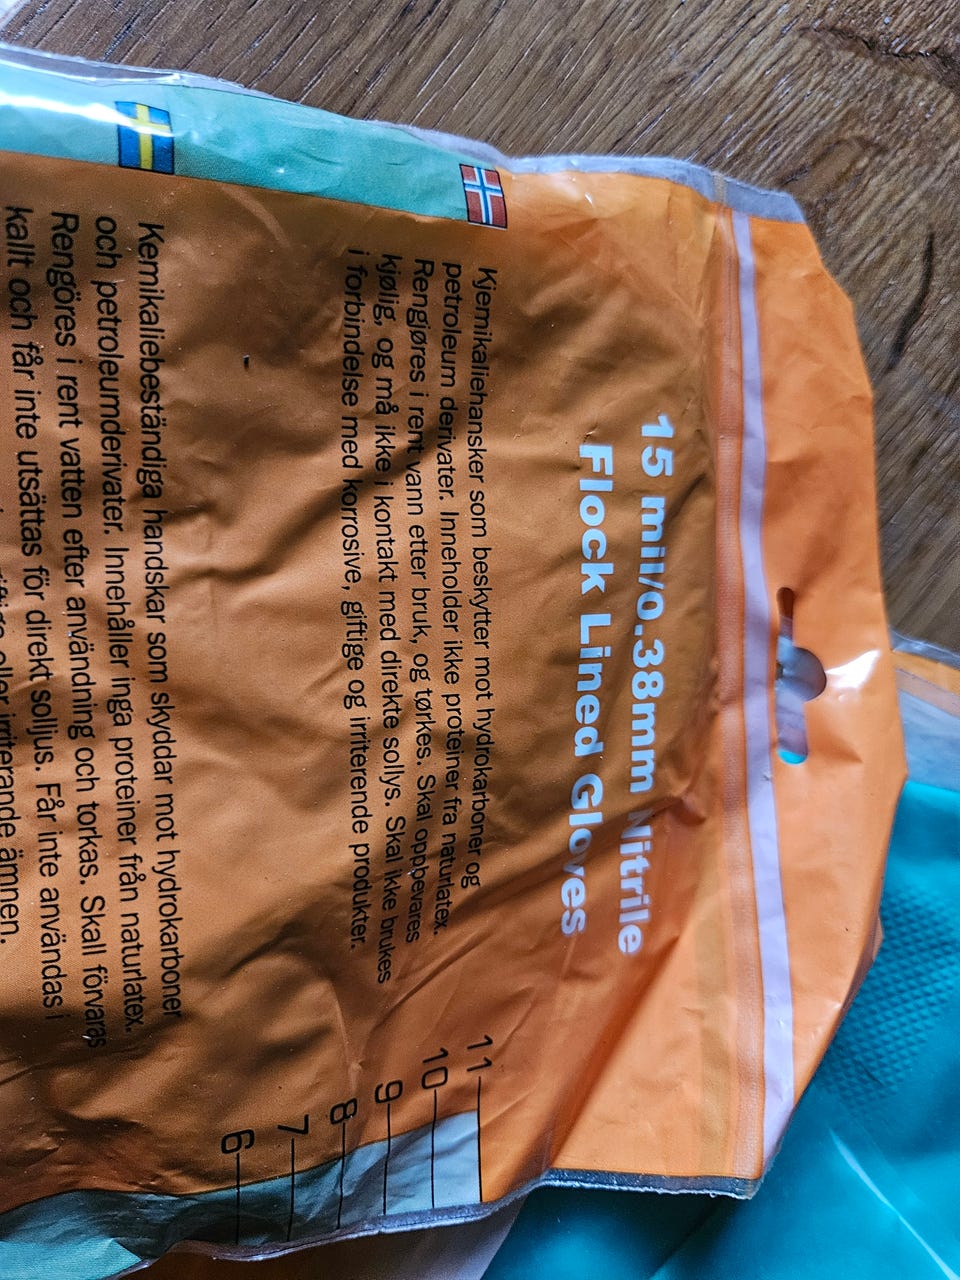 15 mil/0.38mm Nitrile
Flock Lined Gloves
Kjemikaliehansker som beskytter mot hydrokarboner og
petroleum derivater. Inneholder ikke proteiner fra naturlatex.
Rengjøres i rent vann etter bruk, og tørkes. Skal oppbevares
kjølig, og må ikke i kontakt med direkte sollys. Skal ikke brukes
i forbindelse med korrosive, giftige og irriterende produkter.
Kemikaliebeständiga handskar som skyddar mot hydrokarboner
och petroleumderivater. Innehåller inga proteiner från naturlatex.
Rengöres i rent vatten efter användning och torkas. Skall förvaras
kallt och får inte utsättas för direkt solljus. Får inte användas i
eller irriterande ämnen.
11
10
9
8
7
6